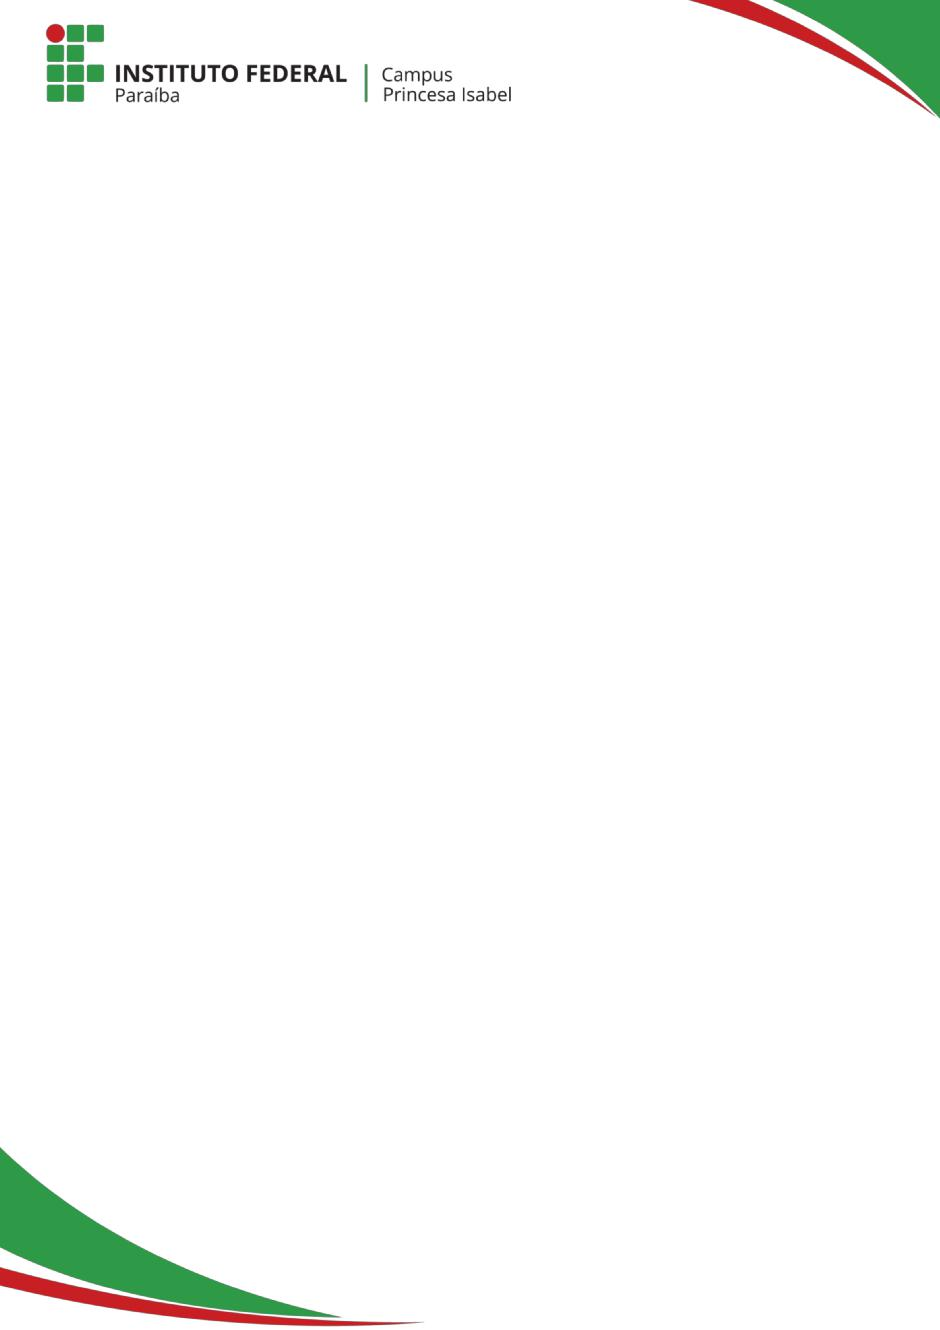 INSTITUTO FEDERAL
Paraíba
Campus
Princesa Isabel